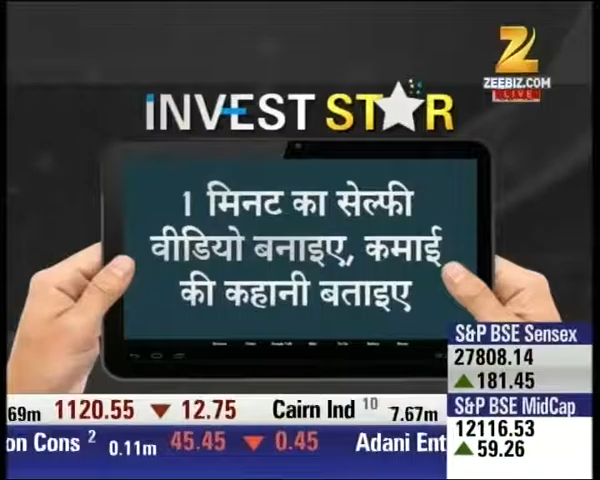 ZEEBIZ.COM
LIVE
INVEST STAR
1 मिनट का सेल्फी
वीडियो बनाइए, कमाई
की कहानी बताइए
S&P BSE Sensex
27808.14
▲ 181.45
S&P BSE MidCap
12116.53
▲ 59.26
69m 1120.55 ▼ 12.75 Cairn Ind 10 7.67m
on Cons 2 0.11m 45.45 ▼ 0.45 Adani Ent